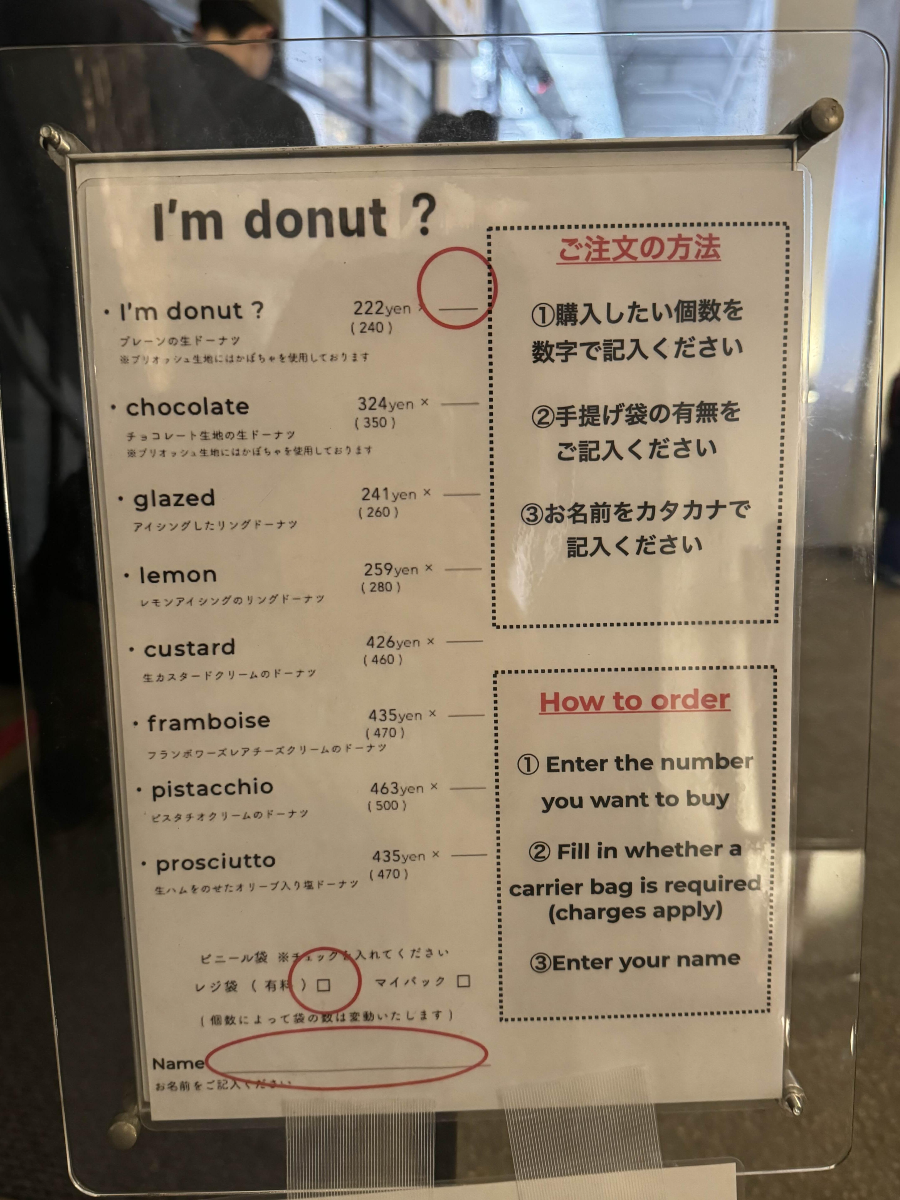 I'm donut ?
・I'm donut ? 222yen × ＿
( 240 )
プレーンの生ドーナツ
※ブリオッシュ生地にはかぼちゃを使用しております
・chocolate 324yen × ＿
( 350 )
チョコレート生地の生ドーナツ
※ブリオッシュ生地にはかぼちゃを使用しております
・glazed 241yen × ＿
( 260 )
アイシングしたリングドーナツ
・lemon 259yen × ＿
( 280 )
レモンアイシングのリングドーナツ
・custard 426yen × ＿
( 460 )
生カスタードクリームのドーナツ
・framboise 435yen × ＿
( 470 )
フランボワーズレアチーズクリームのドーナツ
・pistacchio 463yen × ＿
( 500 )
ピスタチオクリームのドーナツ
・prosciutto 435yen × ＿
( 470 )
生ハムをのせたオリーブ入り塩ドーナツ
ビニール袋 ※チェックを入れてください
レジ袋 ( 有料 ) □ マイバック □
( 個数によって袋の数は変動いたします )
Name
お名前をご記入ください
ご注文の方法
①購入したい個数を
数字で記入ください
②手提げ袋の有無を
ご記入ください
③お名前をカタカナで
記入ください
How to order
① Enter the number
you want to buy
② Fill in whether a
carrier bag is required
(charges apply)
③Enter your name